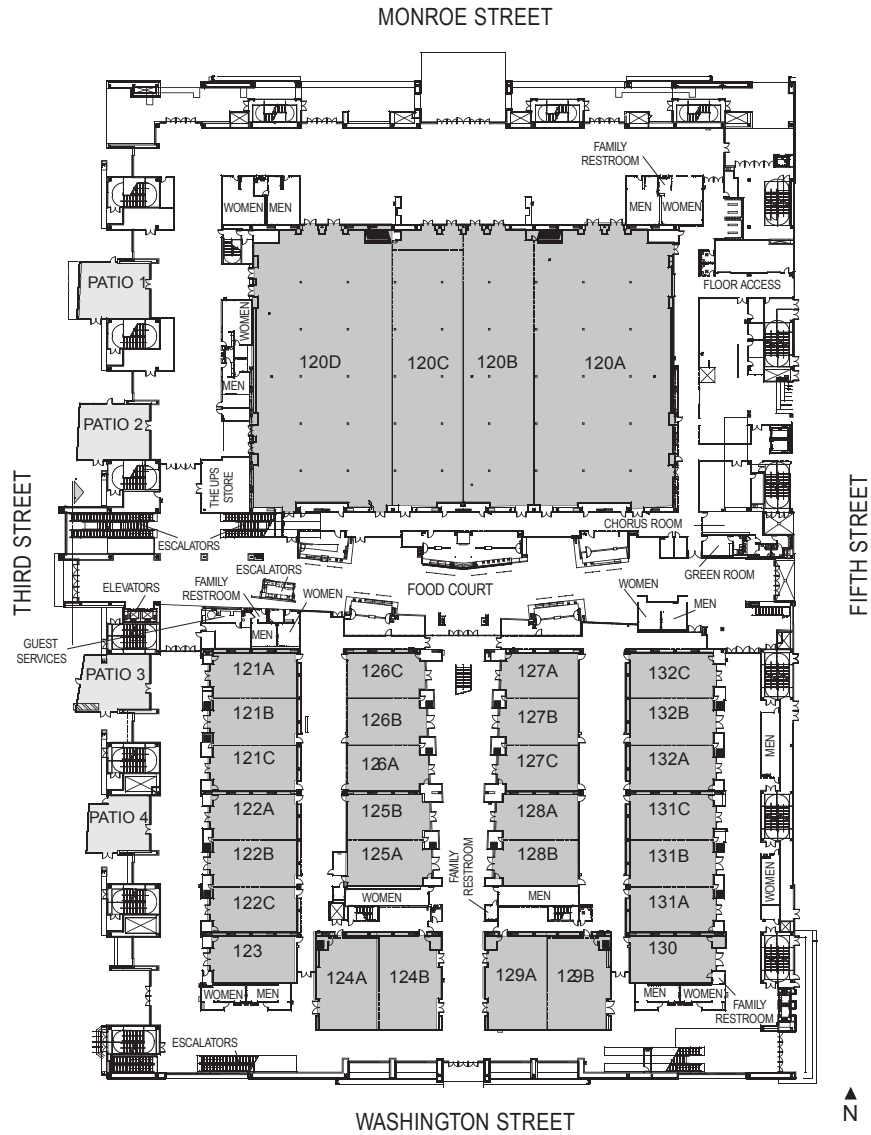 MONROE STREET
FAMILY
RESTROOM
WOMEN
MEN
MEN
WOMEN
PATIO 1
FLOOR ACCESS
WOMEN
120D
120C
120B
120A
MEN
PATIO 2
THE UPS
STORE
THIRD STREET
FIFTH STREET
CHORUS ROOM
ESCALATORS
ESCALATORS
FOOD COURT
GREEN ROOM
ELEVATORS
FAMILY
RESTROOM
WOMEN
WOMEN
MEN
GUEST
SERVICES
MEN
PATIO 3
121A
126C
127A
132C
121B
126B
127B
132B
MEN
121C
126A
127C
132A
PATIO 4
122A
125B
128A
131C
122B
125A
128B
131B
FAMILY
RESTROOM
WOMEN
122C
WOMEN
MEN
131A
123
130
124A
124B
129A
129B
WOMEN
MEN
MEN
WOMEN
FAMILY
RESTROOM
ESCALATORS
WASHINGTON STREET
N